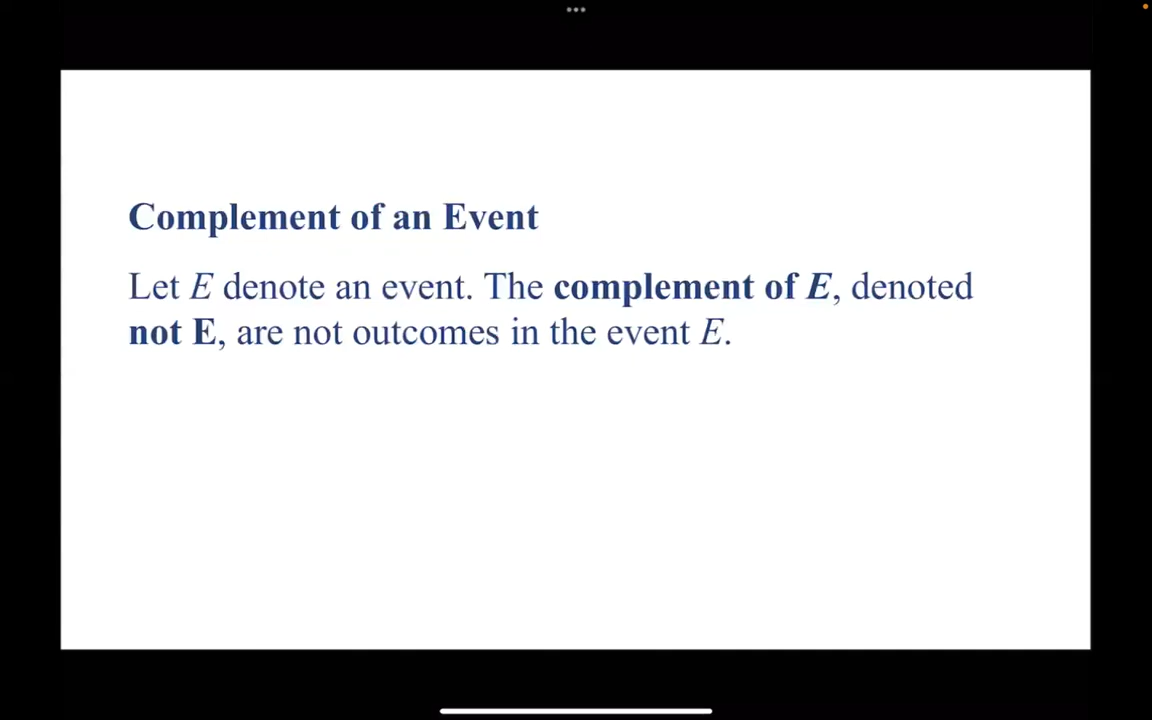 Complement of an Event
Let E denote an event. The complement of E, denoted
not E, are not outcomes in the event E.